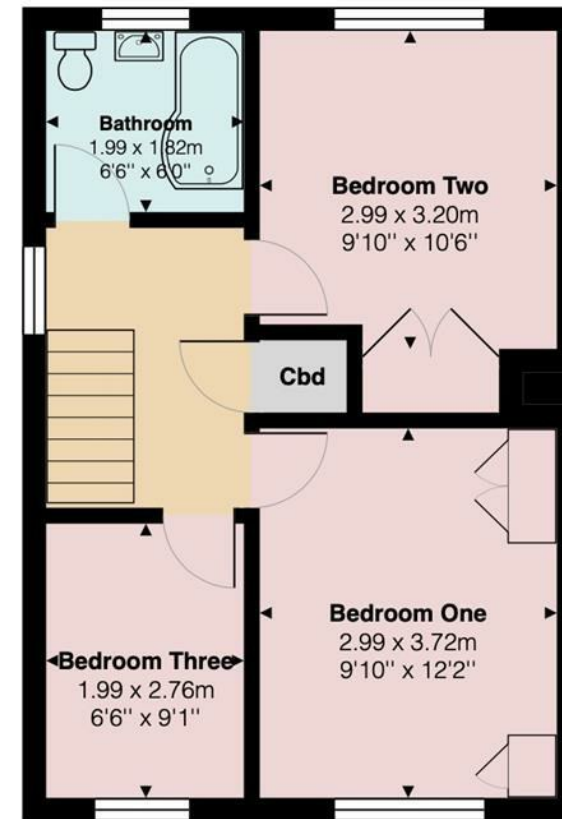 Bathroom
1.99 x 1.82m
6'6'' x 6'0''
Bedroom Two
2.99 x 3.20m
9'10'' x 10'6''
Cbd
Bedroom One
2.99 x 3.72m
9'10'' x 12'2''
Bedroom Three
1.99 x 2.76m
6'6'' x 9'1''